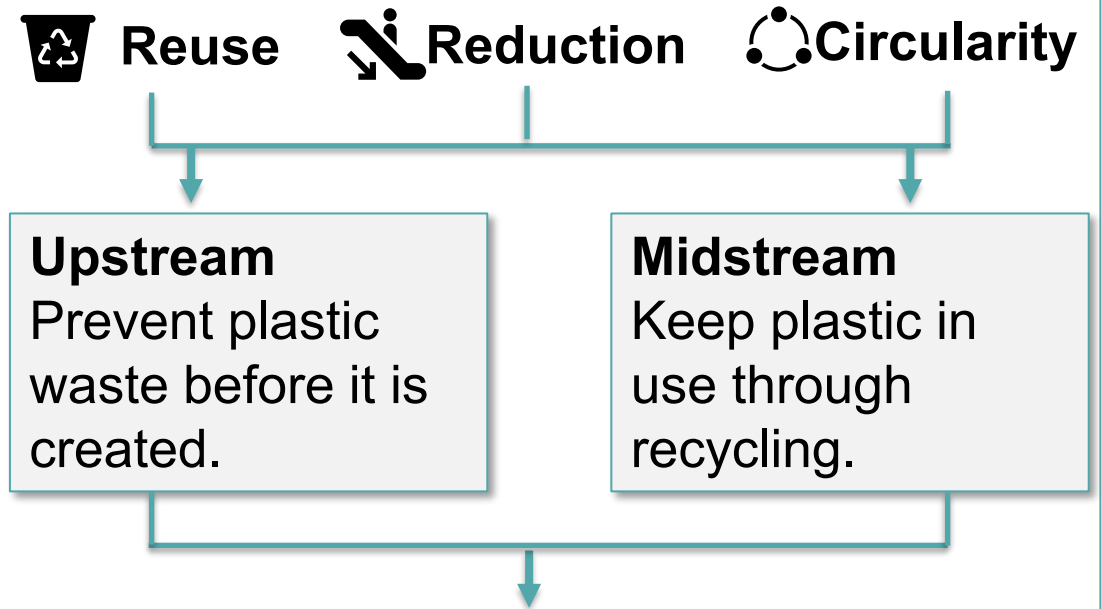 Reuse Reduction Circularity
Upstream
Prevent plastic
waste before it is
created.
Midstream
Keep plastic in
use through
recycling.